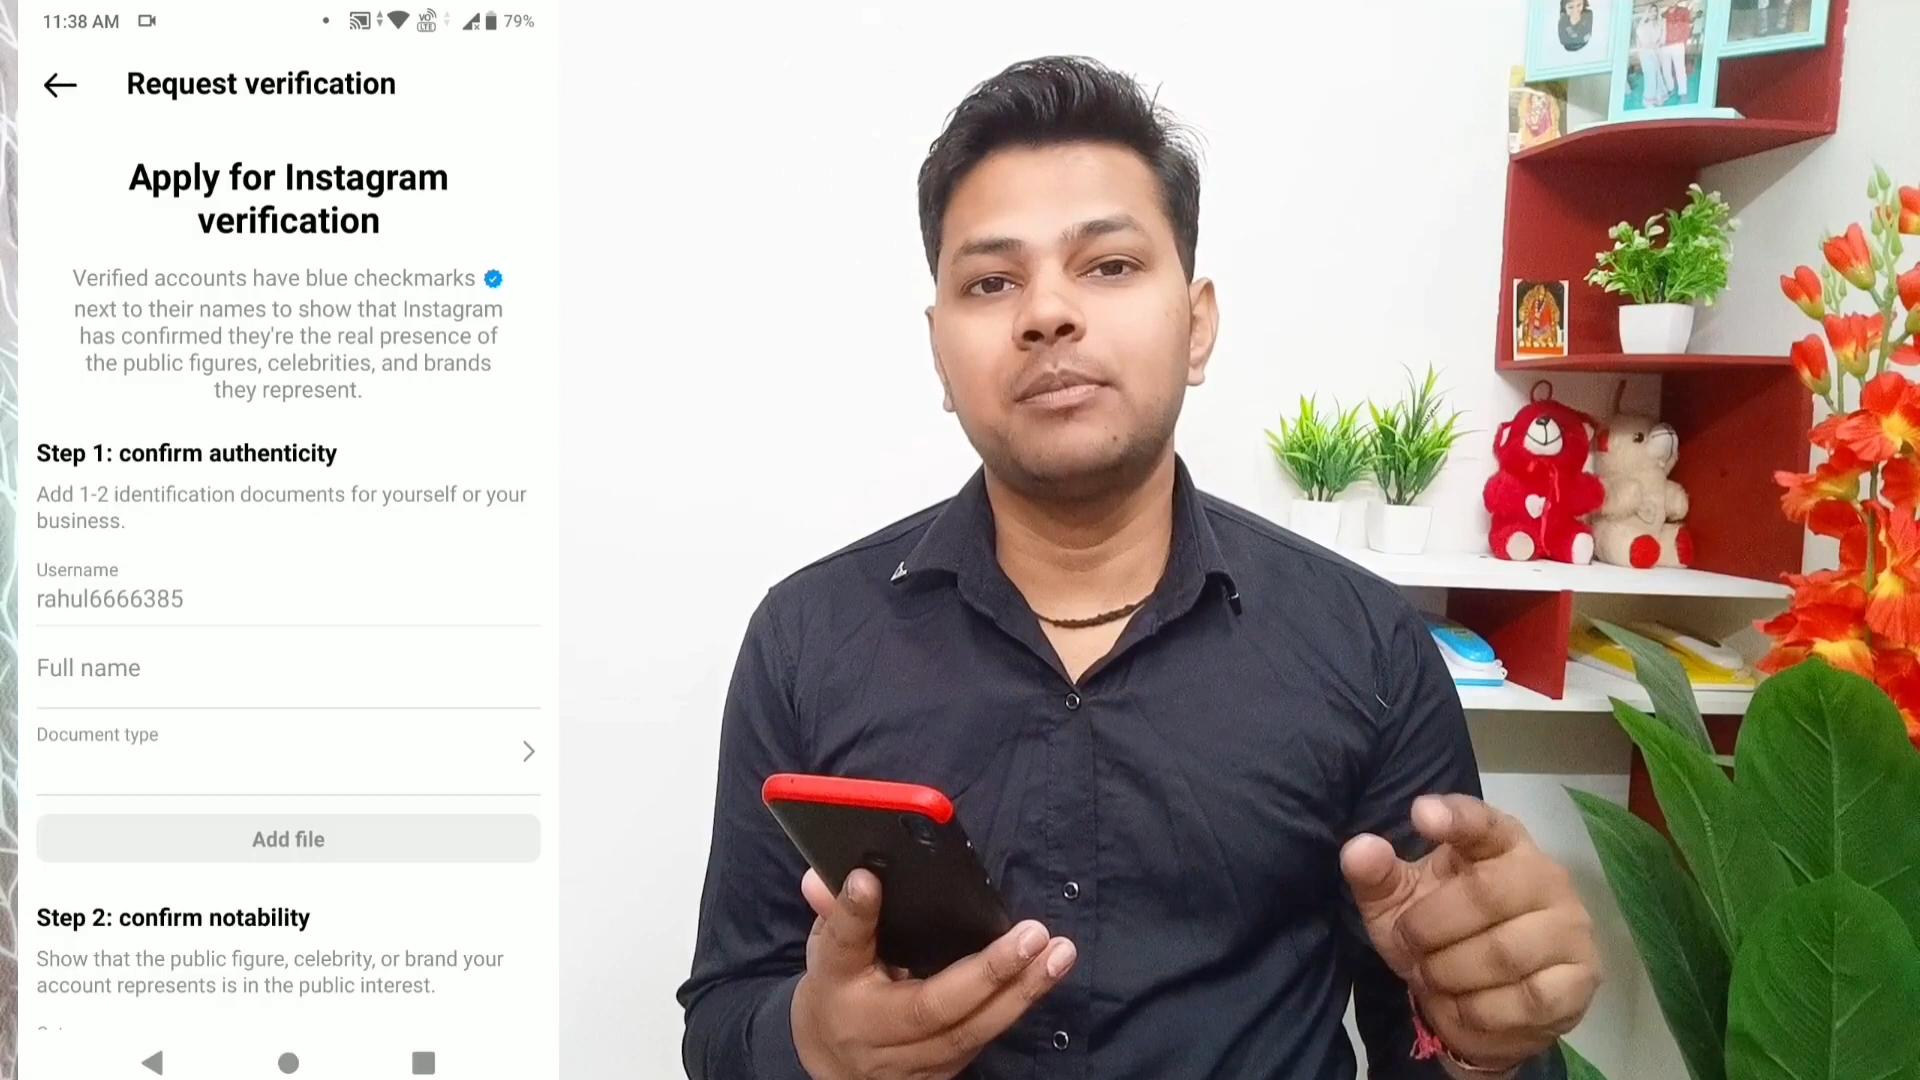 11:38 AM
79%
Request verification
Apply for Instagram
verification
Verified accounts have blue checkmarks
next to their names to show that Instagram
has confirmed they're the real presence of
the public figures, celebrities, and brands
they represent.
Step 1: confirm authenticity
Add 1-2 identification documents for yourself or your
business.
Username
rahul6666385
Full name
Document type
Add file
Step 2: confirm notability
Show that the public figure, celebrity, or brand your
account represents is in the public interest.